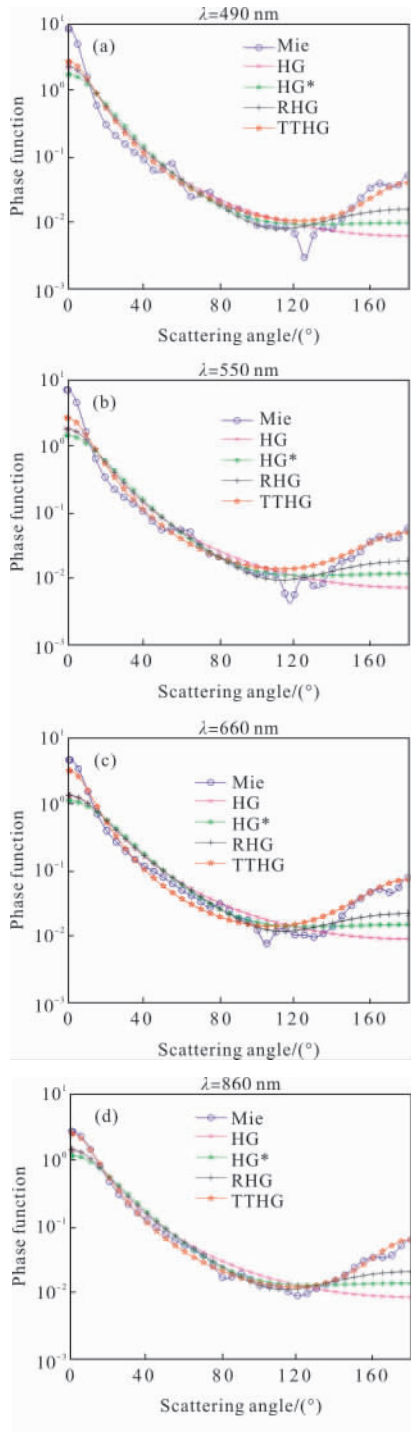 λ=490 nm
10¹
(a)
Mie
HG
HG*
RHG
TTHG
10⁰
10⁻¹
10⁻²
10⁻³
Phase function
0 40 80 120 160
Scattering angle/(°)
λ=550 nm
10¹
(b)
Mie
HG
HG*
RHG
TTHG
10⁰
10⁻¹
10⁻²
10⁻³
Phase function
0 40 80 120 160
Scattering angle/(°)
λ=660 nm
10¹
(c)
Mie
HG
HG*
RHG
TTHG
10⁰
10⁻¹
10⁻²
10⁻³
Phase function
0 40 80 120 160
Scattering angle/(°)
λ=860 nm
10¹
(d)
Mie
HG
HG*
RHG
TTHG
10⁰
10⁻¹
10⁻²
10⁻³
Phase function
0 40 80 120 160
Scattering angle/(°)